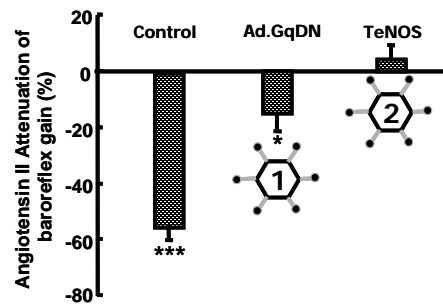 Angiotensin II Attenuation of
baroreflex gain (%)
20
0
-20
-40
-60
-80
Control
Ad.GqDN
TeNOS
***
*
1
2